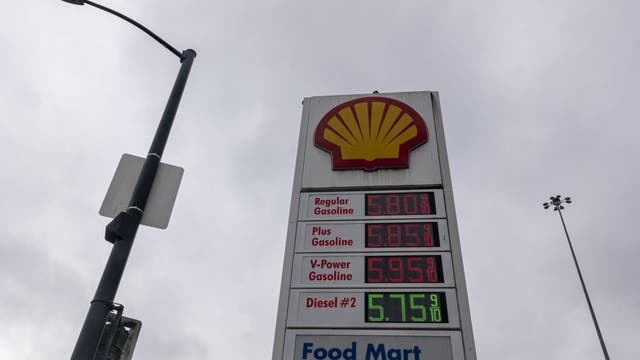 Regular
Gasoline 5.80 9/10
Plus
Gasoline 5.85 9/10
V-Power
Gasoline 5.95 9/10
Diesel #2 5.75 9/10
Food Mart